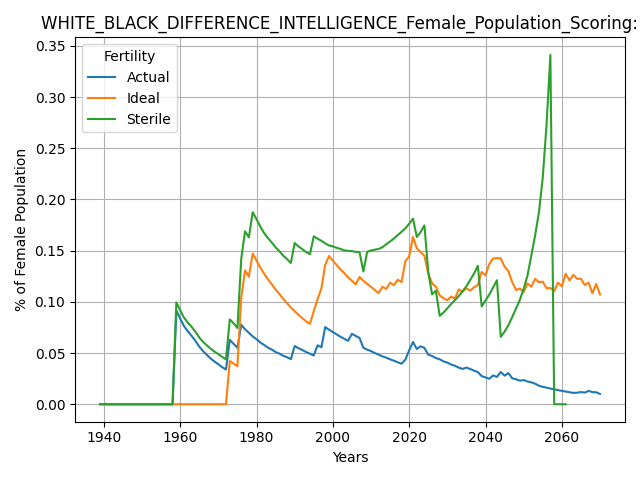 WHITE_BLACK_DIFFERENCE_INTELLIGENCE_Female_Population_Scoring:
0.35
0.30
0.25
0.20
0.15
0.10
0.05
0.00
% of Female Population
Fertility
Actual
Ideal
Sterile
1940 1960 1980 2000 2020 2040 2060
Years